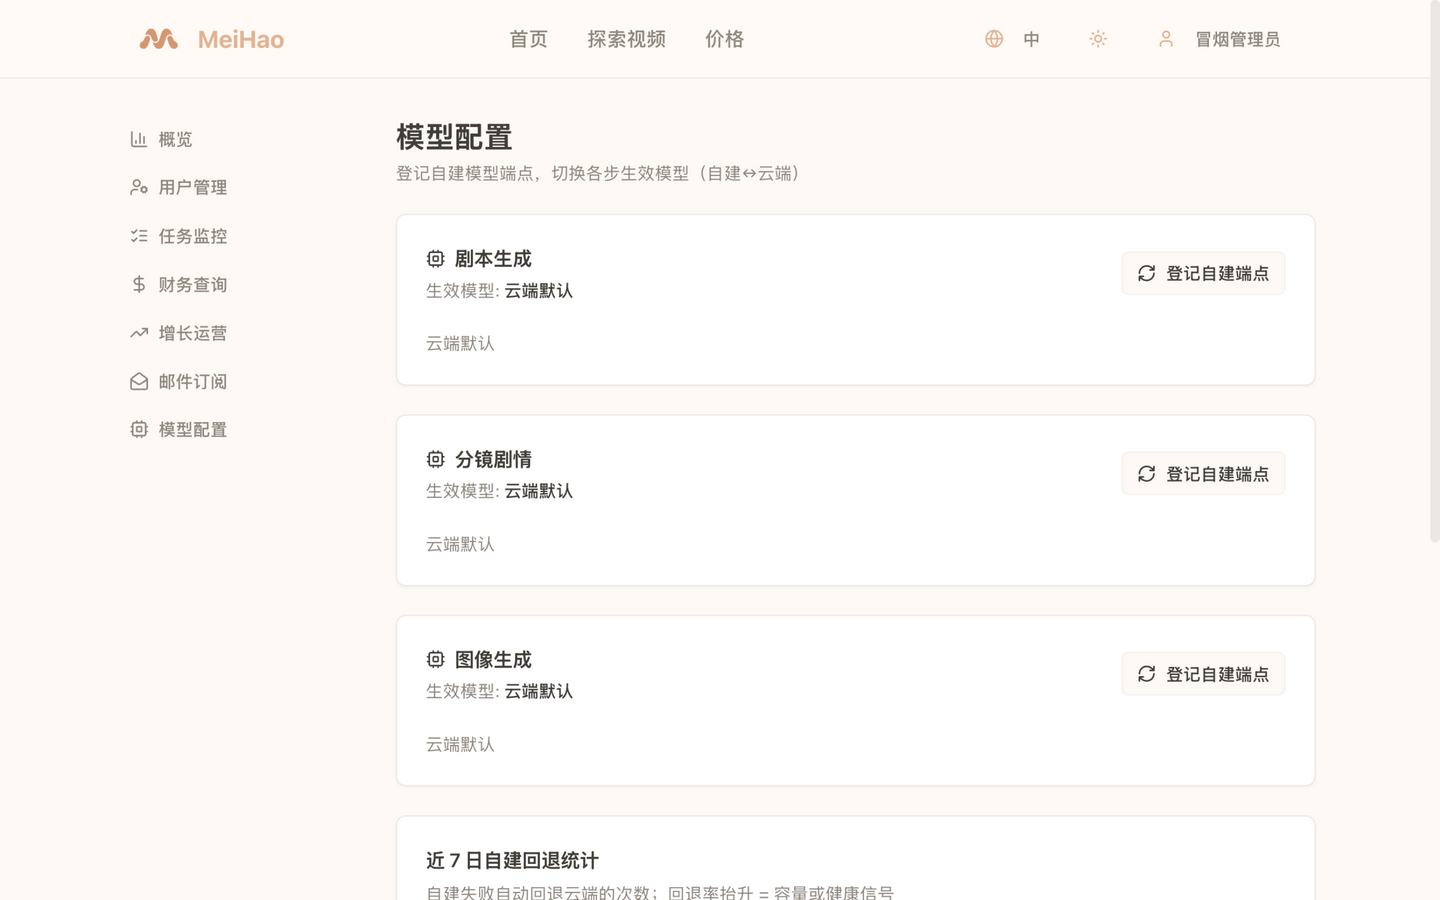 MeiHao
首页 探索视频 价格
中
冒烟管理员
概览
用户管理
任务监控
财务查询
增长运营
邮件订阅
模型配置
模型配置
登记自建模型端点，切换各步生效模型（自建↔云端）
剧本生成
生效模型: 云端默认
登记自建端点
云端默认
分镜剧情
生效模型: 云端默认
登记自建端点
云端默认
图像生成
生效模型: 云端默认
登记自建端点
云端默认
近 7 日自建回退统计
自建失败自动回退云端的次数；回退率抬升 = 容量或健康信号